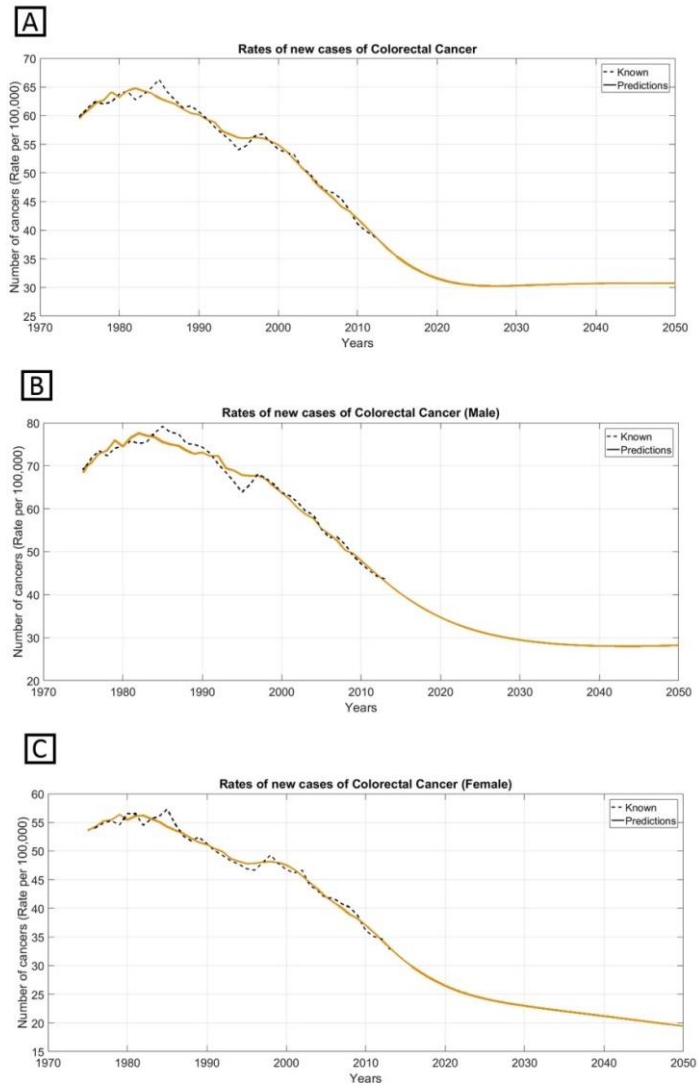 A
Rates of new cases of Colorectal Cancer
Known
Predictions
Number of cancers (Rate per 100,000)
70
65
60
55
50
45
40
35
30
25
1970 1980 1990 2000 2010 2020 2030 2040 2050
Years
B
Rates of new cases of Colorectal Cancer (Male)
Known
Predictions
Number of cancers (Rate per 100,000)
80
70
60
50
40
30
20
1970 1980 1990 2000 2010 2020 2030 2040 2050
Years
C
Rates of new cases of Colorectal Cancer (Female)
Known
Predictions
Number of cancers (Rate per 100,000)
60
55
50
45
40
35
30
25
20
15
1970 1980 1990 2000 2010 2020 2030 2040 2050
Years